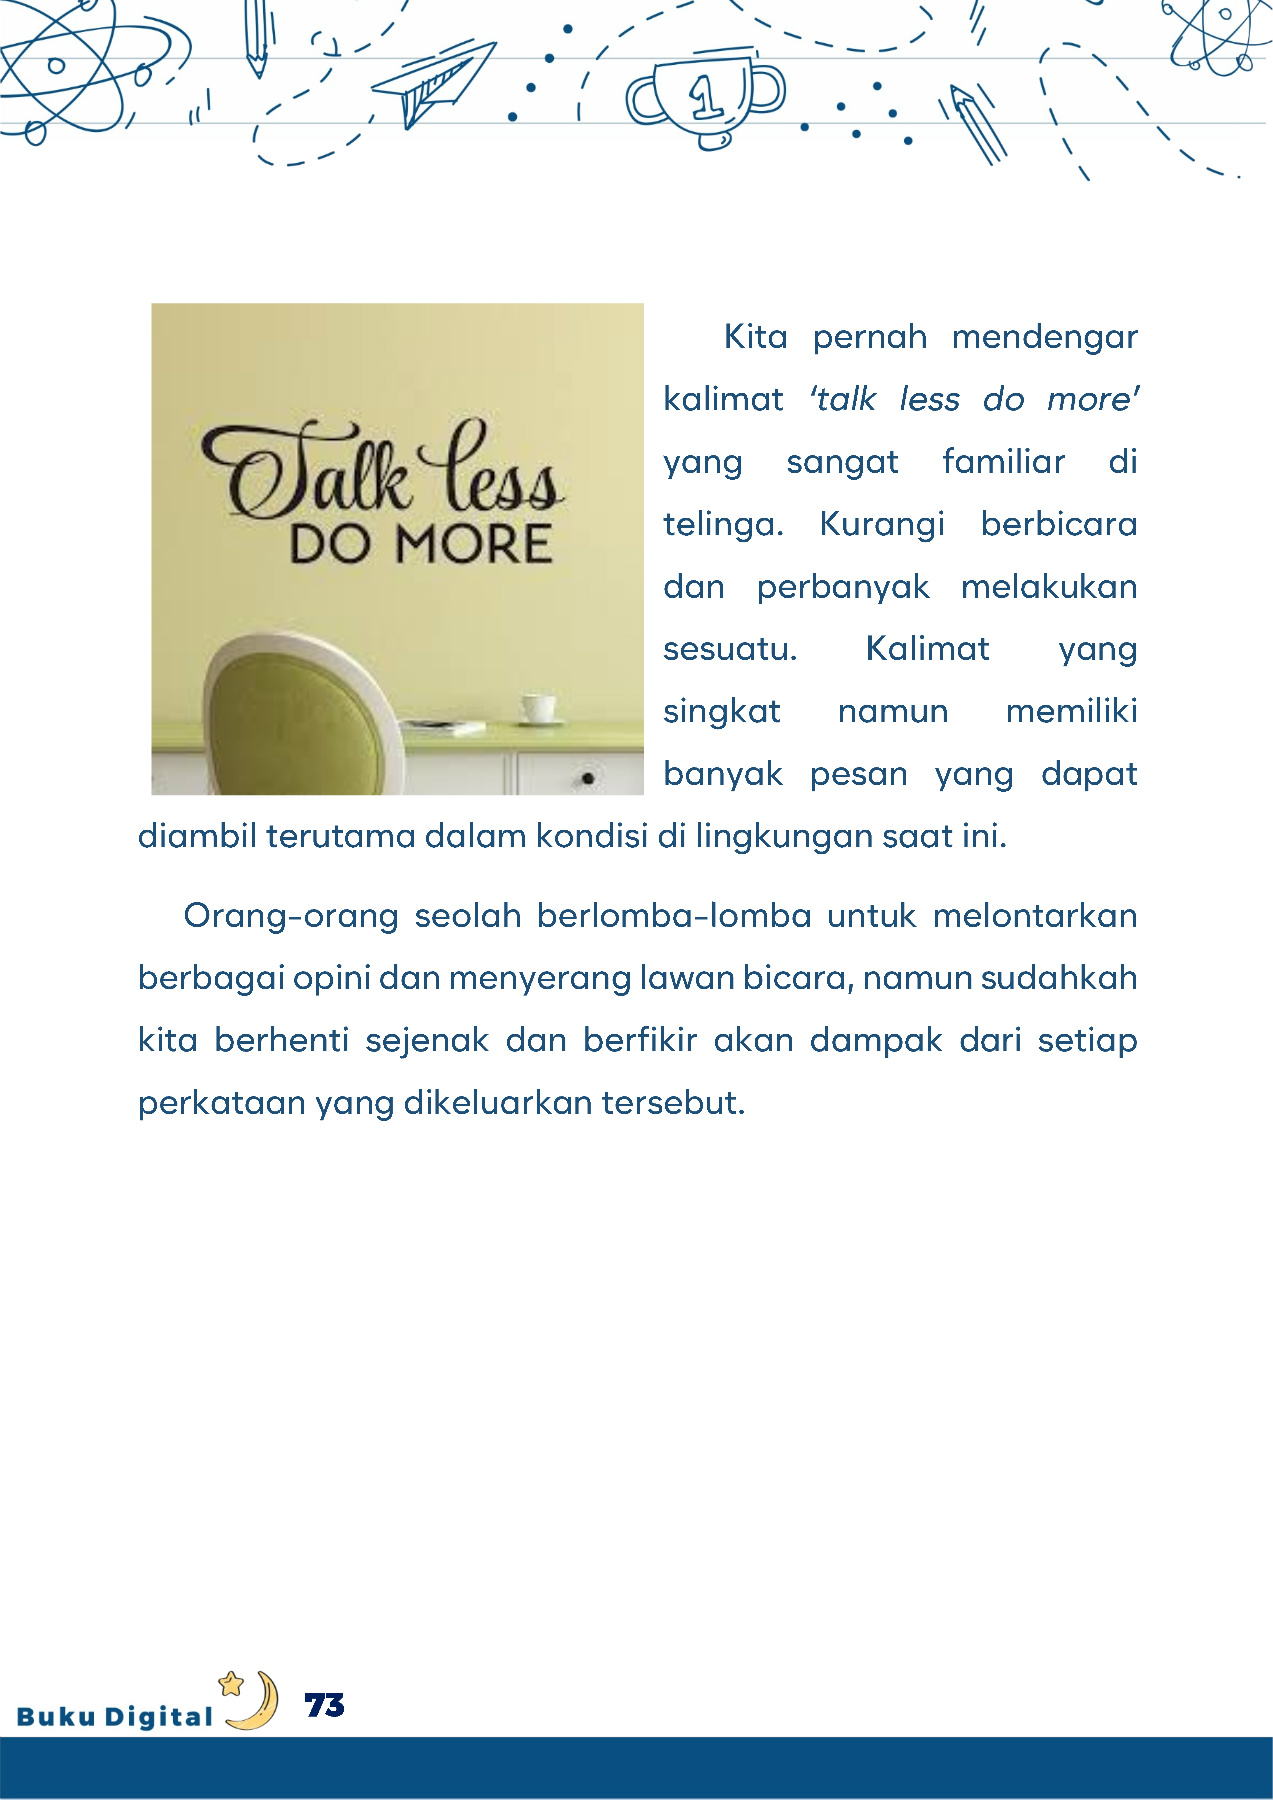 1
Talk less
DO MORE
Kita pernah mendengar
kalimat ‘talk less do more’
yang sangat familiar di
telinga. Kurangi berbicara
dan perbanyak melakukan
sesuatu. Kalimat yang
singkat namun memiliki
banyak pesan yang dapat
diambil terutama dalam kondisi di lingkungan saat ini.
Orang-orang seolah berlomba-lomba untuk melontarkan
berbagai opini dan menyerang lawan bicara, namun sudahkah
kita berhenti sejenak dan berfikir akan dampak dari setiap
perkataan yang dikeluarkan tersebut.
Buku Digital 73